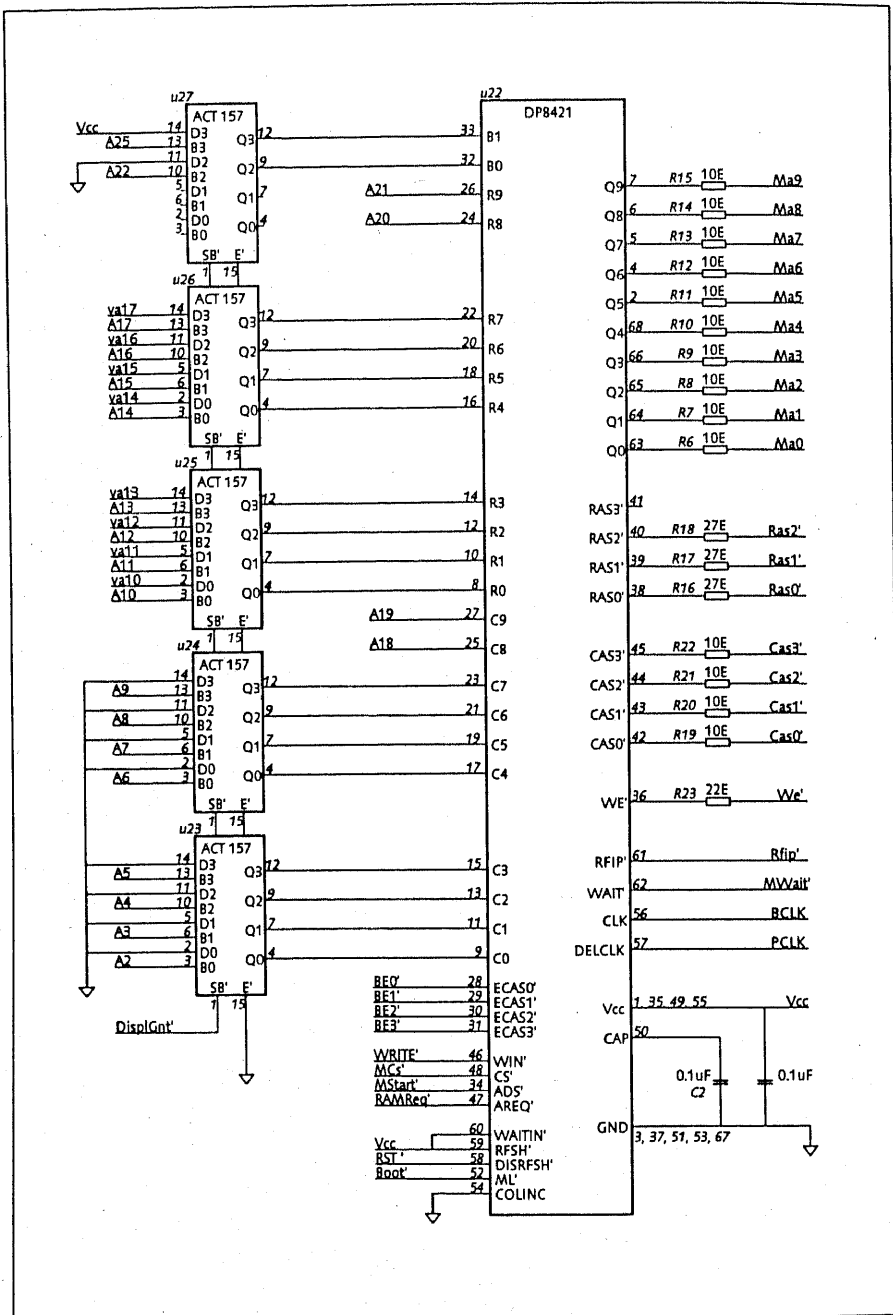 u27
ACT 157
Vcc 14 D3
A25 13 B3
11 D2
A22 10 B2
5 D1
6 B1
2 D0
3 B0
Q3 12
Q2 9
Q1 7
Q0 4
SB' E'
1 15
u26
ACT 157
va17 14 D3
A17 13 B3
va16 11 D2
A16 10 B2
va15 5 D1
A15 6 B1
va14 2 D0
A14 3 B0
Q3 12
Q2 9
Q1 7
Q0 4
SB' E'
1 15
u25
ACT 157
va13 14 D3
A13 13 B3
va12 11 D2
A12 10 B2
va11 5 D1
A11 6 B1
va10 2 D0
A10 3 B0
Q3 12
Q2 9
Q1 7
Q0 4
SB' E'
1 15
u24
ACT 157
14 D3
A9 13 B3
11 D2
A8 10 B2
5 D1
A7 6 B1
2 D0
A6 3 B0
Q3 12
Q2 9
Q1 7
Q0 4
SB' E'
1 15
u23
ACT 157
14 D3
A5 13 B3
11 D2
A4 10 B2
5 D1
A3 6 B1
2 D0
A2 3 B0
Q3 12
Q2 9
Q1 7
Q0 4
SB' E'
1 15
DisplGnt'
u22
DP8421
33 B1
32 B0
A21 26 R9
A20 24 R8
22 R7
20 R6
18 R5
16 R4
14 R3
12 R2
10 R1
8 R0
A19 27 C9
A18 25 C8
23 C7
21 C6
19 C5
17 C4
15 C3
13 C2
11 C1
9 C0
BE0' 28 ECAS0'
BE1' 29 ECAS1'
BE2' 30 ECAS2'
BE3' 31 ECAS3'
WRITE' 46 WIN'
MCs' 48 CS'
MStart' 34 ADS'
RAMReq' 47 AREQ'
60 WAITIN'
Vcc 59 RFSH'
RST ' 58 DISRFSH'
Boot' 52 ML'
54 COLINC
Q9 7 R15 10E Ma9
Q8 6 R14 10E Ma8
Q7 5 R13 10E Ma7
Q6 4 R12 10E Ma6
Q5 2 R11 10E Ma5
Q4 68 R10 10E Ma4
Q3 66 R9 10E Ma3
Q2 65 R8 10E Ma2
Q1 64 R7 10E Ma1
Q0 63 R6 10E Ma0
RAS3' 41
RAS2' 40 R18 27E Ras2'
RAS1' 39 R17 27E Ras1'
RAS0' 38 R16 27E Ras0'
CAS3' 45 R22 10E Cas3'
CAS2' 44 R21 10E Cas2'
CAS1' 43 R20 10E Cas1'
CAS0' 42 R19 10E Cas0'
WE' 36 R23 22E We'
RFIP' 61 Rfip'
WAIT' 62 MWait'
CLK 56 BCLK
DELCLK 57 PCLK
Vcc 1, 35, 49, 55 Vcc
CAP 50
0.1uF 0.1uF
C2
GND 3, 37, 51, 53, 67